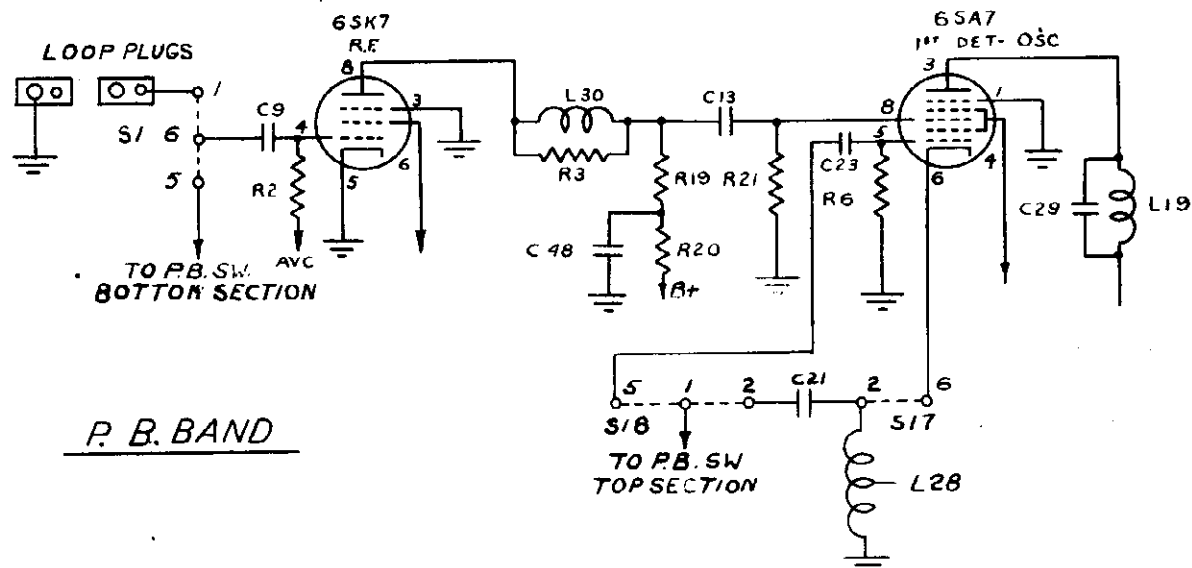 LOOP PLUGS
6SK7
R.F.
8
3
4
5
6
1
S1 6
5
C9
R2
AVC
TO P.B. SW.
BOTTOM SECTION
L30
R3
C13
R19
R21
C48
R20
B+
6SA7
1ST DET- OSC
3
1
8
5
6
4
C23
R6
C29
L19
5
1
2
C21
2
6
S18
S17
TO P.B. SW
TOP SECTION
L28
P. B. BAND